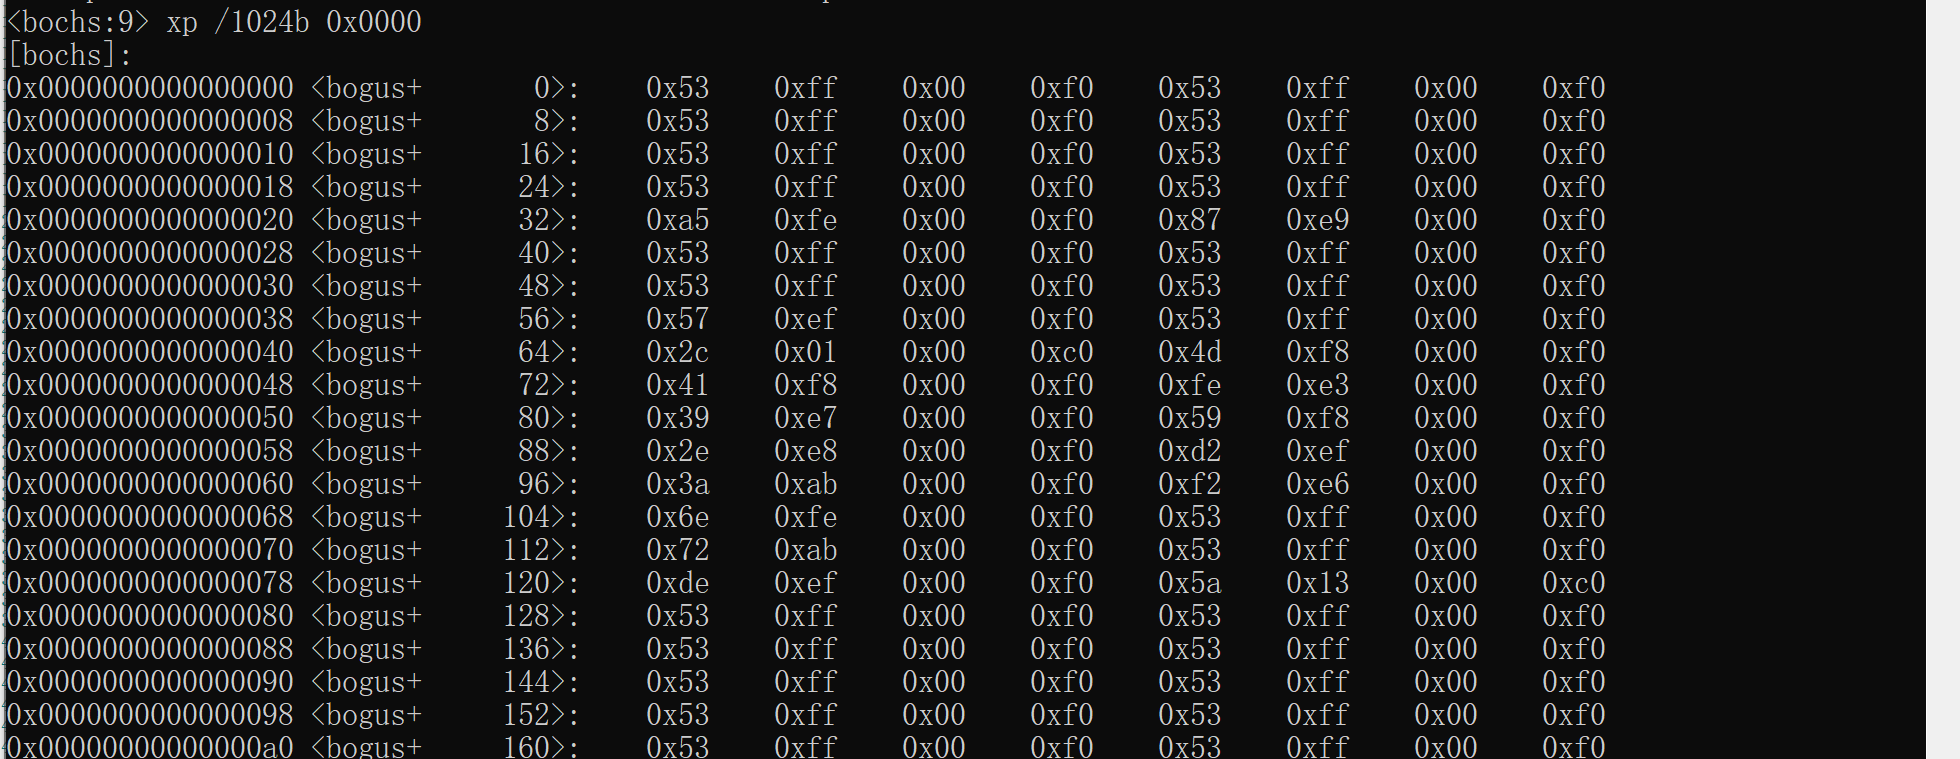 <bochs:9> xp /1024b 0x0000
[bochs]:
0x0000000000000000 <bogus+       0>:    0x53    0xff    0x00    0xf0    0x53    0xff    0x00    0xf0
0x0000000000000008 <bogus+       8>:    0x53    0xff    0x00    0xf0    0x53    0xff    0x00    0xf0
0x0000000000000010 <bogus+      16>:    0x53    0xff    0x00    0xf0    0x53    0xff    0x00    0xf0
0x0000000000000018 <bogus+      24>:    0x53    0xff    0x00    0xf0    0x53    0xff    0x00    0xf0
0x0000000000000020 <bogus+      32>:    0xa5    0xfe    0x00    0xf0    0x87    0xe9    0x00    0xf0
0x0000000000000028 <bogus+      40>:    0x53    0xff    0x00    0xf0    0x53    0xff    0x00    0xf0
0x0000000000000030 <bogus+      48>:    0x53    0xff    0x00    0xf0    0x53    0xff    0x00    0xf0
0x0000000000000038 <bogus+      56>:    0x57    0xef    0x00    0xf0    0x53    0xff    0x00    0xf0
0x0000000000000040 <bogus+      64>:    0x2c    0x01    0x00    0xc0    0x4d    0xf8    0x00    0xf0
0x0000000000000048 <bogus+      72>:    0x41    0xf8    0x00    0xf0    0xfe    0xe3    0x00    0xf0
0x0000000000000050 <bogus+      80>:    0x39    0xe7    0x00    0xf0    0x59    0xf8    0x00    0xf0
0x0000000000000058 <bogus+      88>:    0x2e    0xe8    0x00    0xf0    0xd2    0xef    0x00    0xf0
0x0000000000000060 <bogus+      96>:    0x3a    0xab    0x00    0xf0    0xf2    0xe6    0x00    0xf0
0x0000000000000068 <bogus+     104>:    0x6e    0xfe    0x00    0xf0    0x53    0xff    0x00    0xf0
0x0000000000000070 <bogus+     112>:    0x72    0xab    0x00    0xf0    0x53    0xff    0x00    0xf0
0x0000000000000078 <bogus+     120>:    0xde    0xef    0x00    0xf0    0x5a    0x13    0x00    0xc0
0x0000000000000080 <bogus+     128>:    0x53    0xff    0x00    0xf0    0x53    0xff    0x00    0xf0
0x0000000000000088 <bogus+     136>:    0x53    0xff    0x00    0xf0    0x53    0xff    0x00    0xf0
0x0000000000000090 <bogus+     144>:    0x53    0xff    0x00    0xf0    0x53    0xff    0x00    0xf0
0x0000000000000098 <bogus+     152>:    0x53    0xff    0x00    0xf0    0x53    0xff    0x00    0xf0
0x00000000000000a0 <bogus+     160>:    0x53    0xff    0x00    0xf0    0x53    0xff    0x00    0xf0